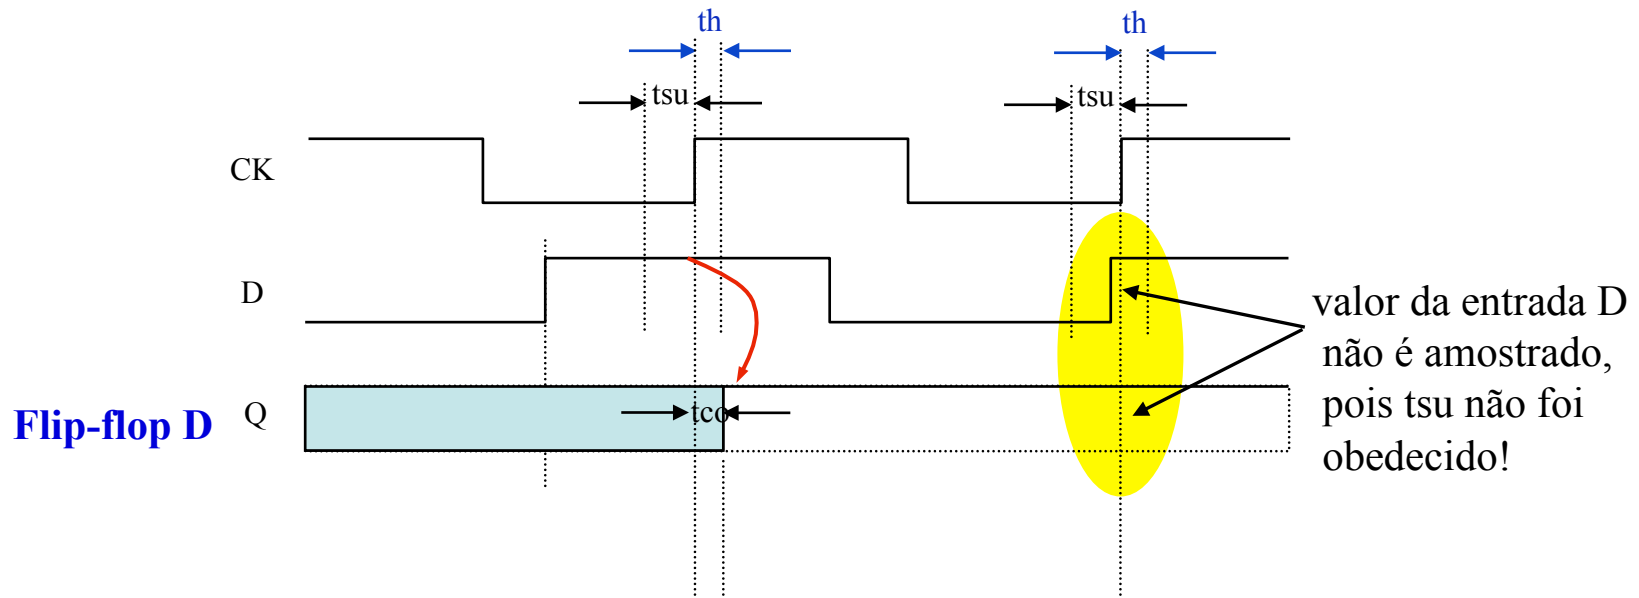 th
th
tsu
tsu
CK
D
valor da entrada D
não é amostrado,
pois tsu não foi
obedecido!
Flip-flop D
Q
tco